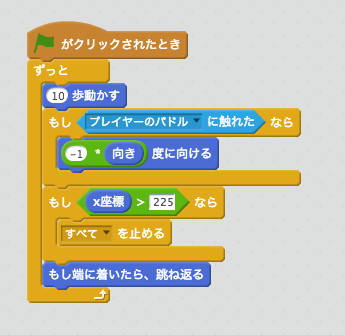 がクリックされたとき
ずっと
10 歩動かす
もし プレイヤーのパドル に触れた なら
-1 * 向き 度に向ける
もし x座標 > 225 なら
すべて を止める
もし端に着いたら、跳ね返る